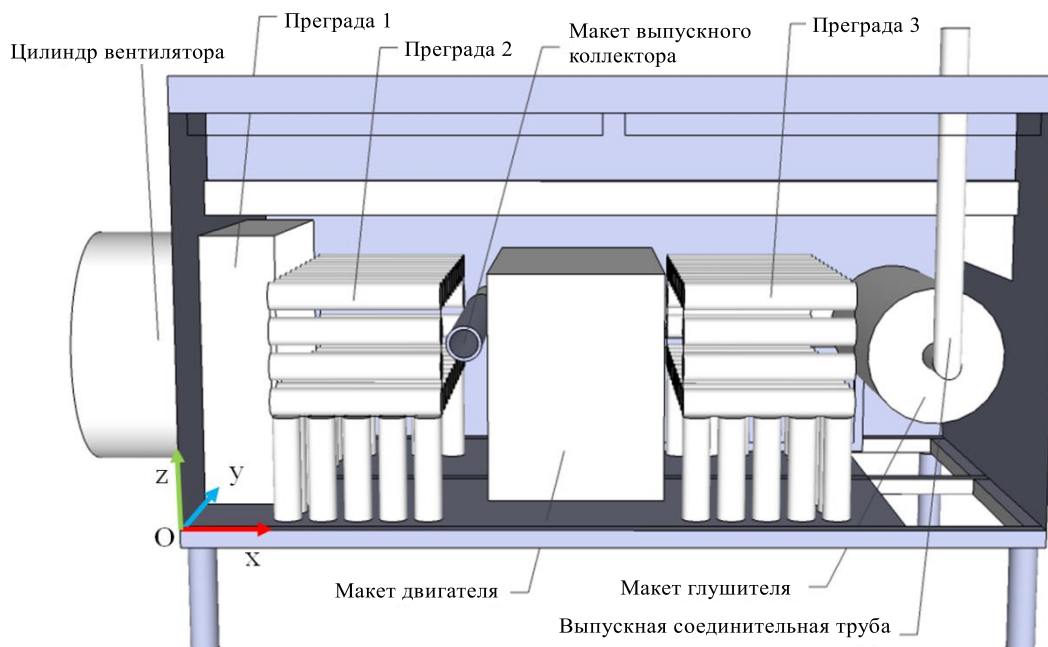 Преграда 1
Цилиндр вентилятора
Преграда 2
Макет выпускного
коллектора
Преграда 3
z
y
O
x
Макет двигателя
Макет глушителя
Выпускная соединительная труба